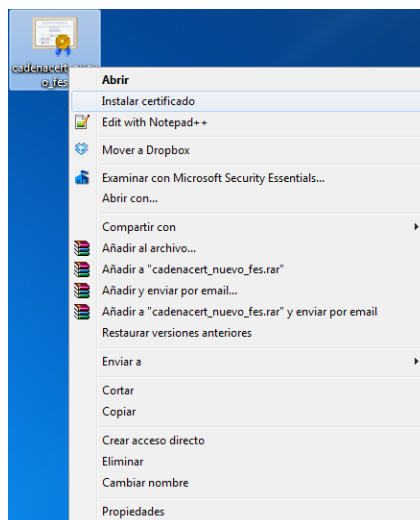 cadenacert
o_fes
Abrir
Instalar certificado
Edit with Notepad++
Mover a Dropbox
Examinar con Microsoft Security Essentials...
Abrir con...
Compartir con
Añadir al archivo...
Añadir a "cadenacert_nuevo_fes.rar"
Añadir y enviar por email...
Añadir a "cadenacert_nuevo_fes.rar" y enviar por email
Restaurar versiones anteriores
Enviar a
Cortar
Copiar
Crear acceso directo
Eliminar
Cambiar nombre
Propiedades